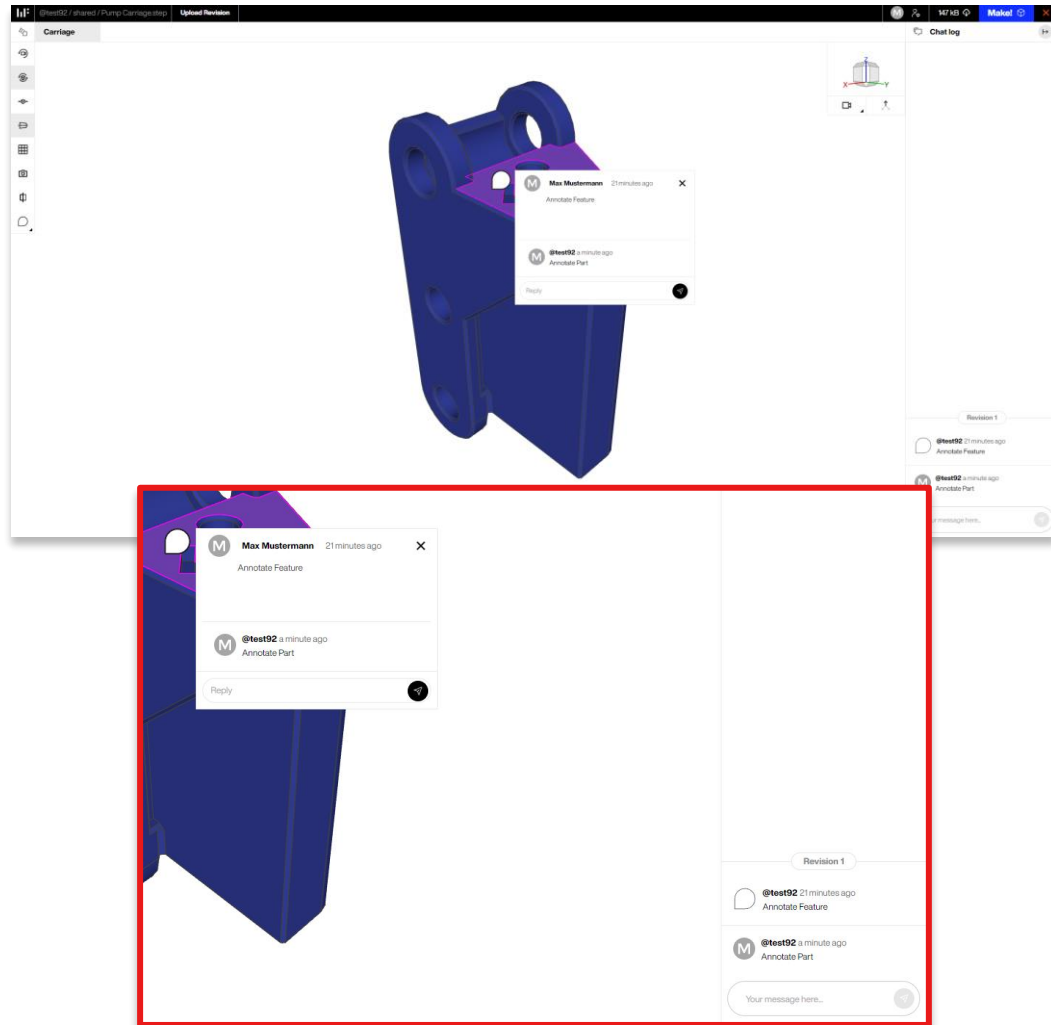 @test92 / shared / Pump Carriage.step
Upload Revision
M
147 kB
Make!
Carriage
Chat log
Z
X
Y
M
Max Mustermann 21 minutes ago
Annotate Feature
M
@test92 a minute ago
Annotate Part
Reply
Revision 1
@test92 21 minutes ago
Annotate Feature
M
@test92 a minute ago
Annotate Part
message here...
M
Max Mustermann 21 minutes ago
Annotate Feature
M
@test92 a minute ago
Annotate Part
Reply
Revision 1
@test92 21 minutes ago
Annotate Feature
M
@test92 a minute ago
Annotate Part
Your message here...